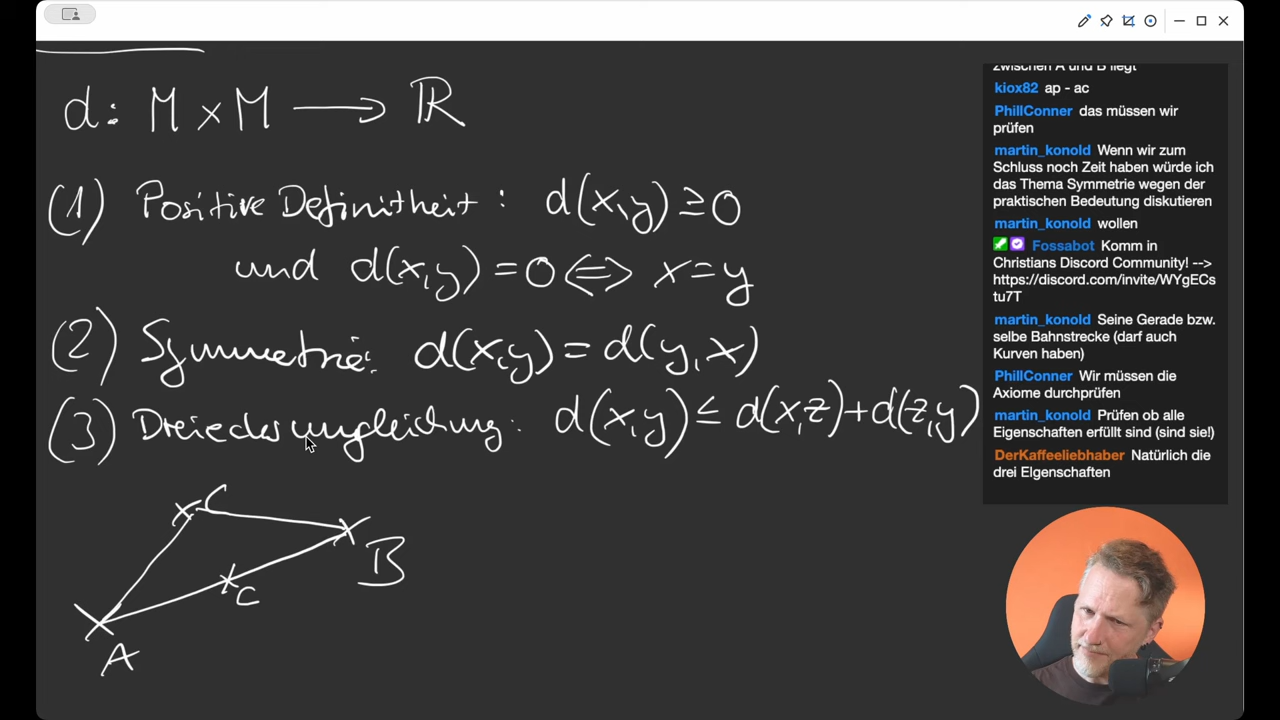 d: M × M ⟶ ℝ
(1) Positive Definitheit: d(x,y) ≥ 0
und d(x,y) = 0 ⟺ x = y
(2) Symmetrie: d(x,y) = d(y,x)
(3) Dreiecksungleichung: d(x,y) ≤ d(x,z) + d(z,y)
C
B
C
A
zwischen A und B liegt
kiox82 ap - ac
PhillConner das müssen wir
prüfen
martin_konold Wenn wir zum
Schluss noch Zeit haben würde ich
das Thema Symmetrie wegen der
praktischen Bedeutung diskutieren
martin_konold wollen
Fossabot Komm in
Christians Discord Community! -->
https://discord.com/invite/WYgECs
tu7T
martin_konold Seine Gerade bzw.
selbe Bahnstrecke (darf auch
Kurven haben)
PhillConner Wir müssen die
Axiome durchprüfen
martin_konold Prüfen ob alle
Eigenschaften erfüllt sind (sind sie!)
DerKaffeeliebhaber Natürlich die
drei EIgenschaften